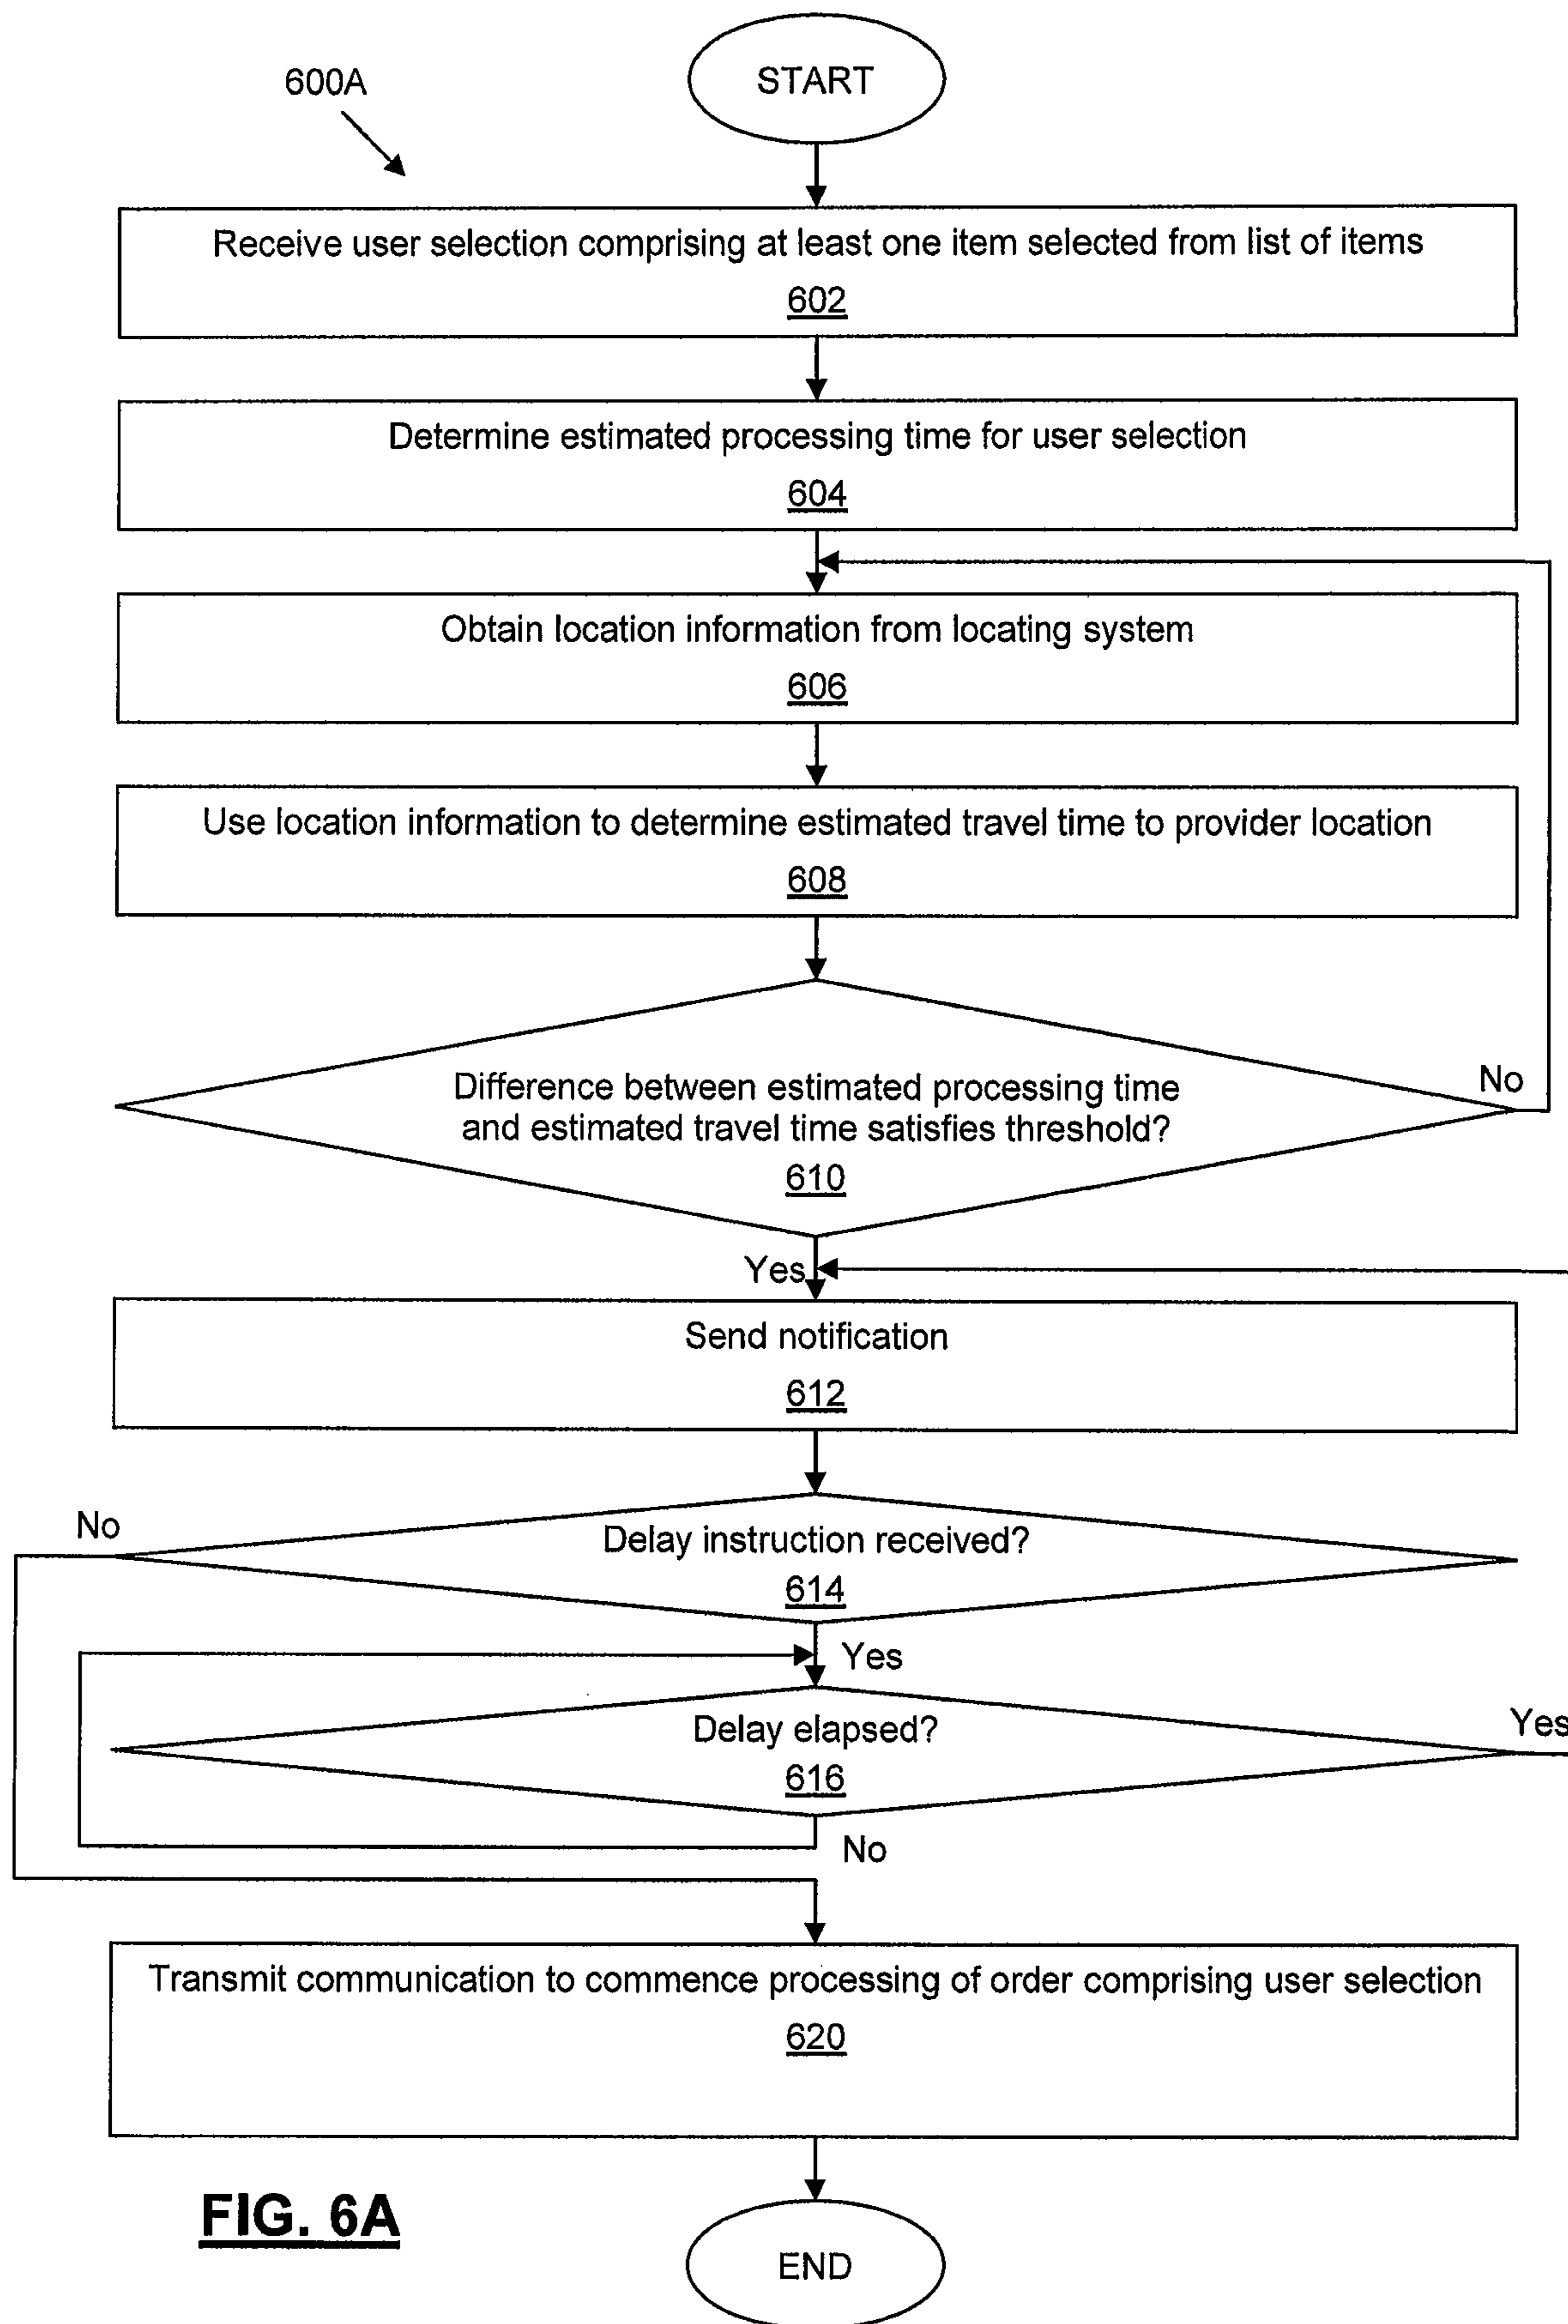 START
600A
Receive user selection comprising at least one item selected from list of items
602
Determine estimated processing time for user selection
604
Obtain location information from locating system
606
Use location information to determine estimated travel time to provider location
608
Difference between estimated processing time
and estimated travel time satisfies threshold?
610
No
Yes
Send notification
612
No
Delay instruction received?
614
Yes
Delay elapsed?
616
Yes
No
Transmit communication to commence processing of order comprising user selection
620
FIG. 6A
END